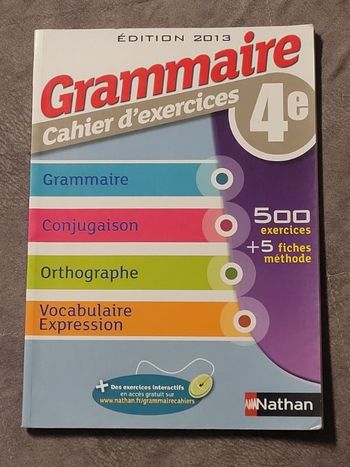 ÉDITION 2013
Grammaire
Cahier d'exercices
4e
Grammaire
Conjugaison
Orthographe
Vocabulaire
Expression
500
exercices
+5 fiches
méthode
+ Des exercices interactifs
en accès gratuit sur
www.nathan.fr/grammairecahiers
Nathan